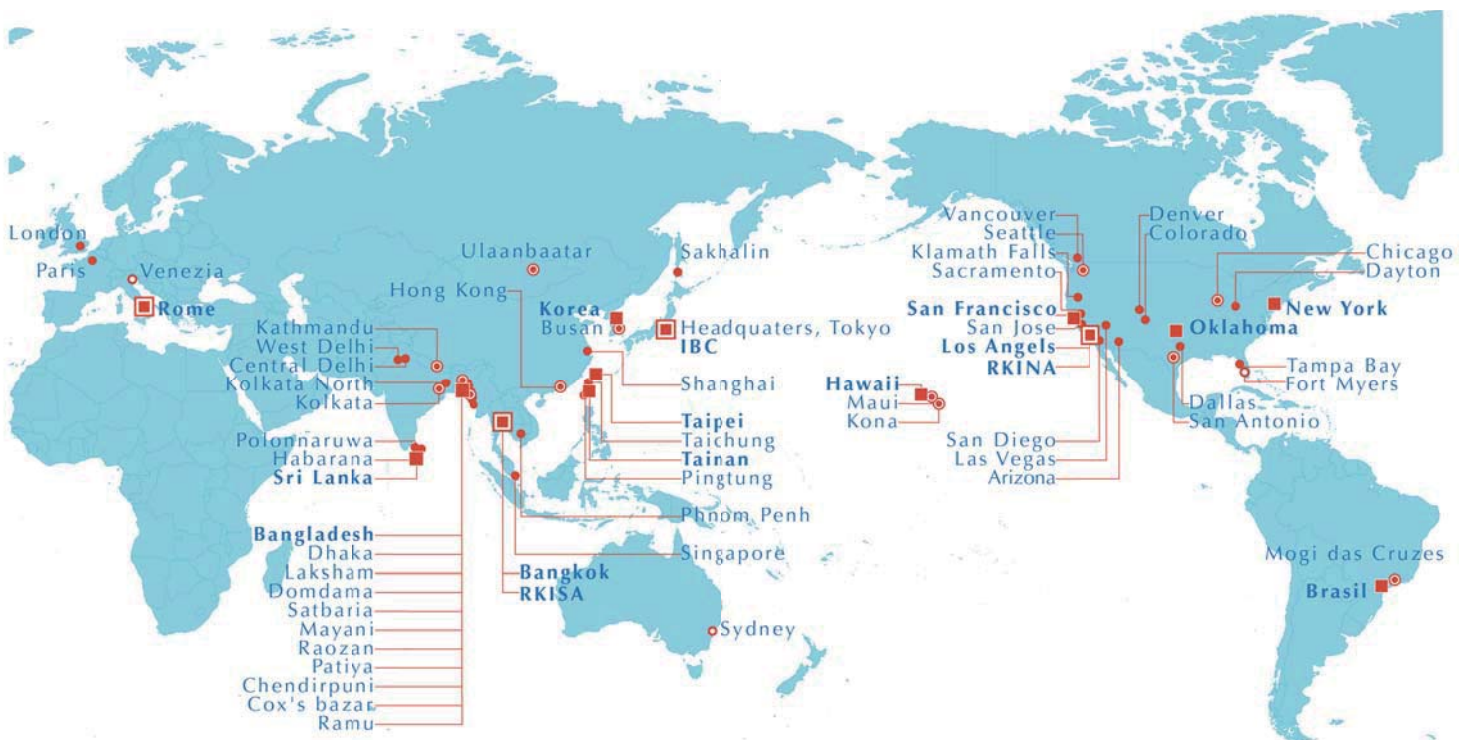 London
Paris
Venezia
Rome
Ulaanbaatar
Sakhalin
Hong Kong
Korea
Busan
Headquaters, Tokyo
IBC
Kathmandu
West Delhi
Central Delhi
Kolkata North
Kolkata
Shanghai
Polonnaruwa
Habarana
Sri Lanka
Taipei
Taichung
Tainan
Pingtung
Phnom Penh
Singapore
Bangladesh
Dhaka
Laksham
Domdama
Satbaria
Mayani
Raozan
Patiya
Chendirpuni
Cox's bazar
Ramu
Bangkok
RKISA
Sydney
Vancouver
Seattle
Klamath Falls
Sacramento
San Francisco
San Jose
Los Angels
RKINA
Denver
Colorado
Chicago
Dayton
New York
Oklahoma
Tampa Bay
Fort Myers
Dallas
San Antonio
Hawaii
Maui
Kona
San Diego
Las Vegas
Arizona
Mogi das Cruzes
Brasil